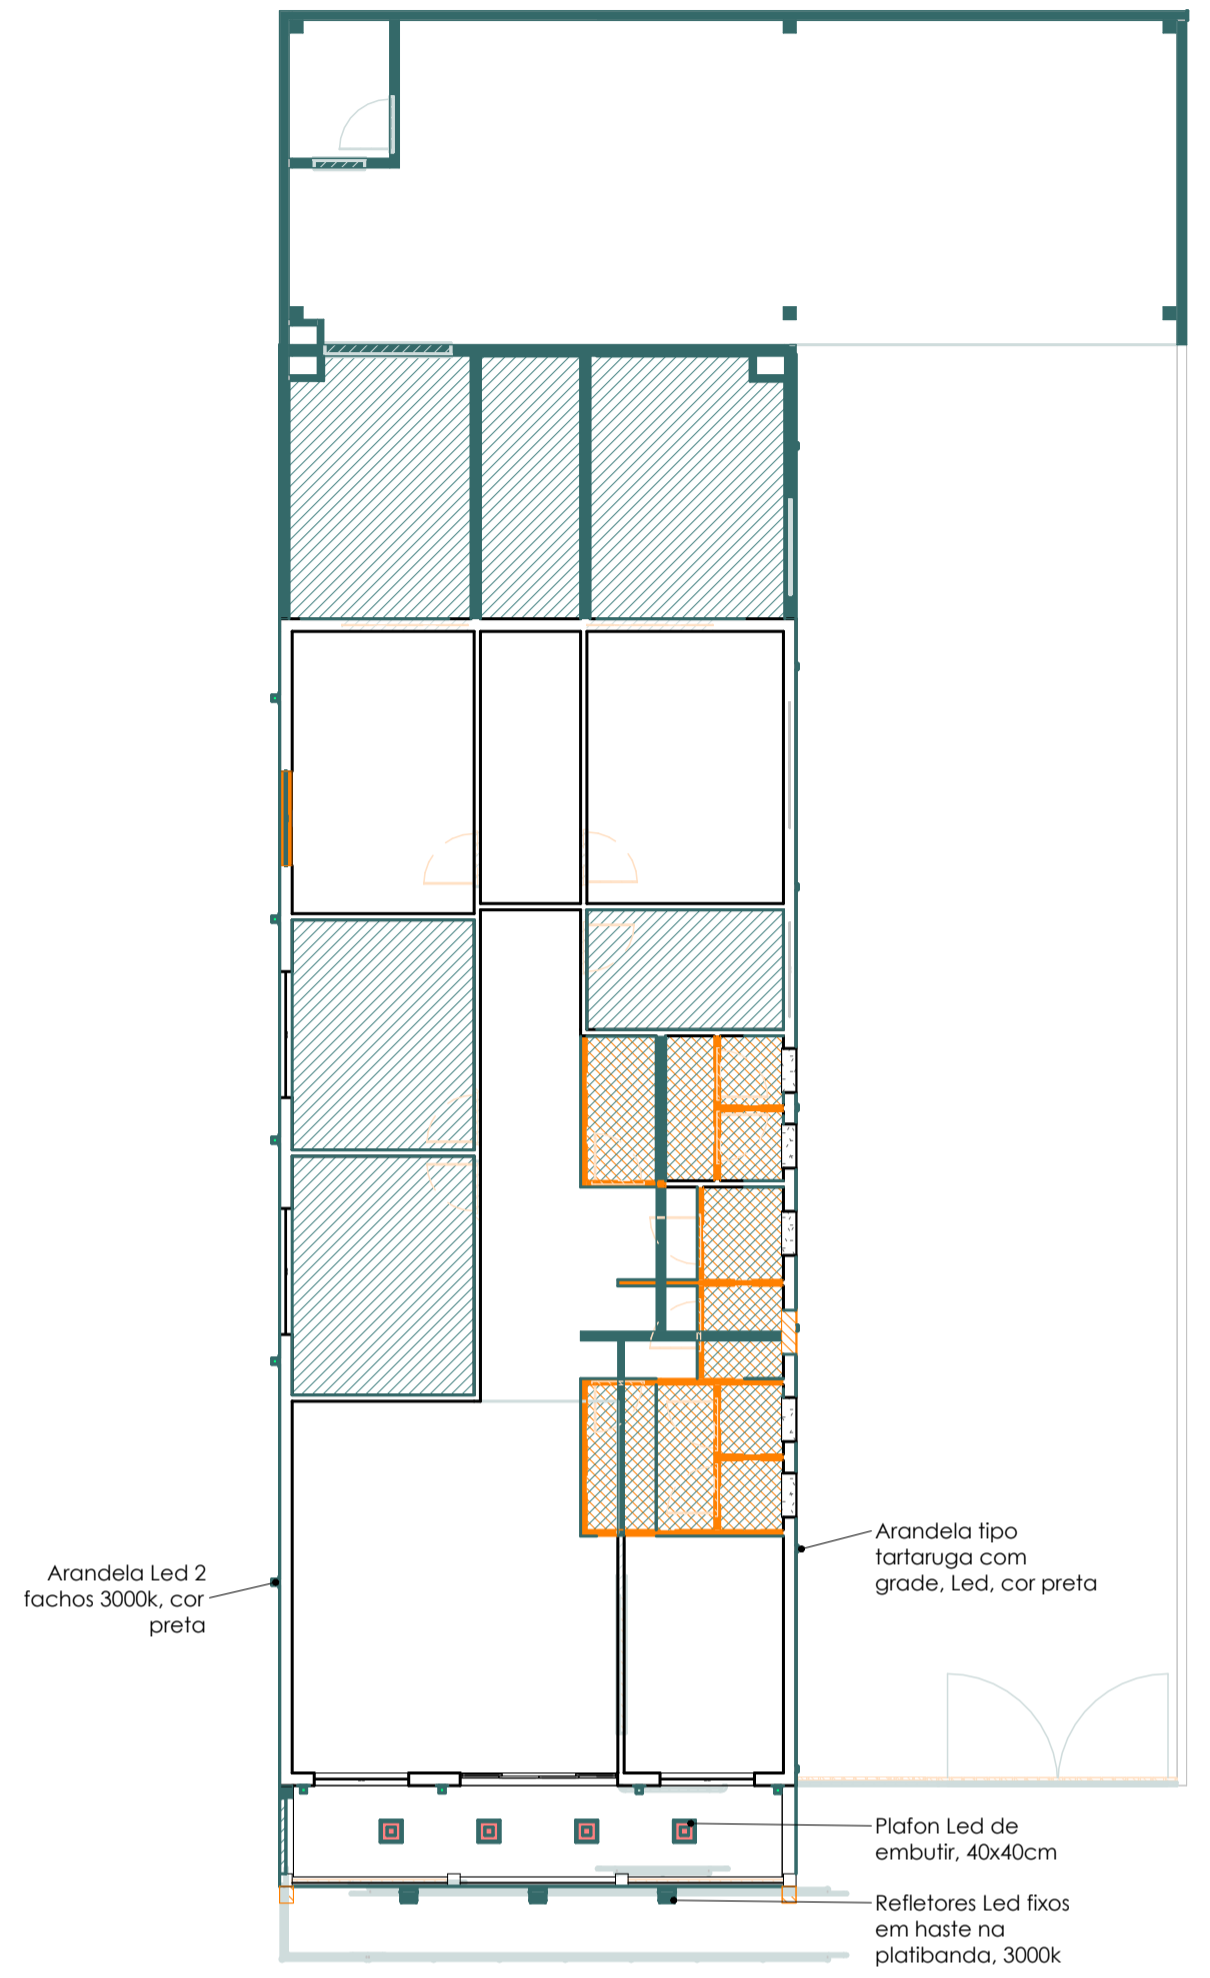 Arandela tipo
tartaruga com
grade, Led, cor preta
Arandela Led 2
fachos 3000k, cor
preta
Plafon Led de
embutir, 40x40cm
Refletores Led fixos
em haste na
platibanda, 3000k